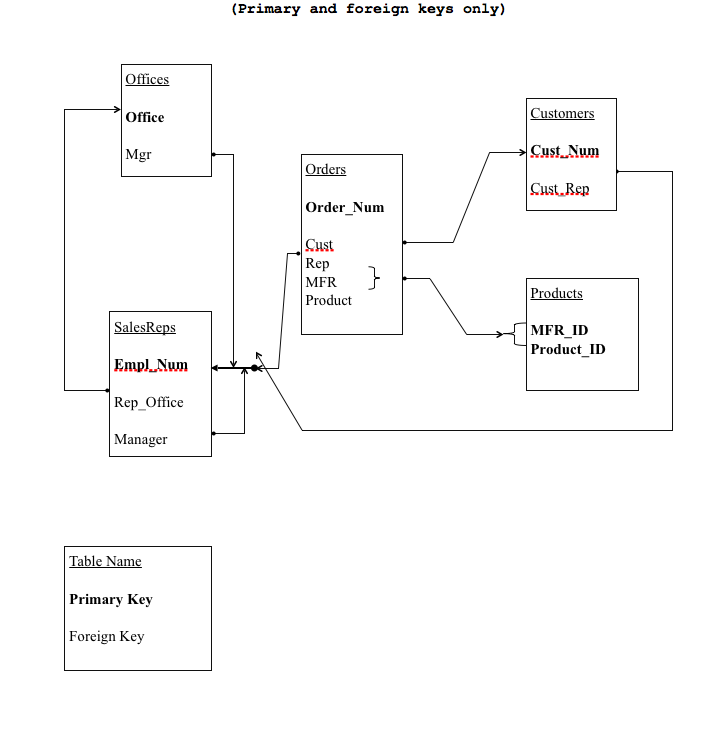 (Primary and foreign keys only)
Offices
Office
Mgr
Customers
Cust_Num
Cust_Rep
Orders
Order_Num
Cust
Rep
MFR
Product
Products
MFR_ID
Product_ID
SalesReps
Empl_Num
Rep_Office
Manager
Table Name
Primary Key
Foreign Key